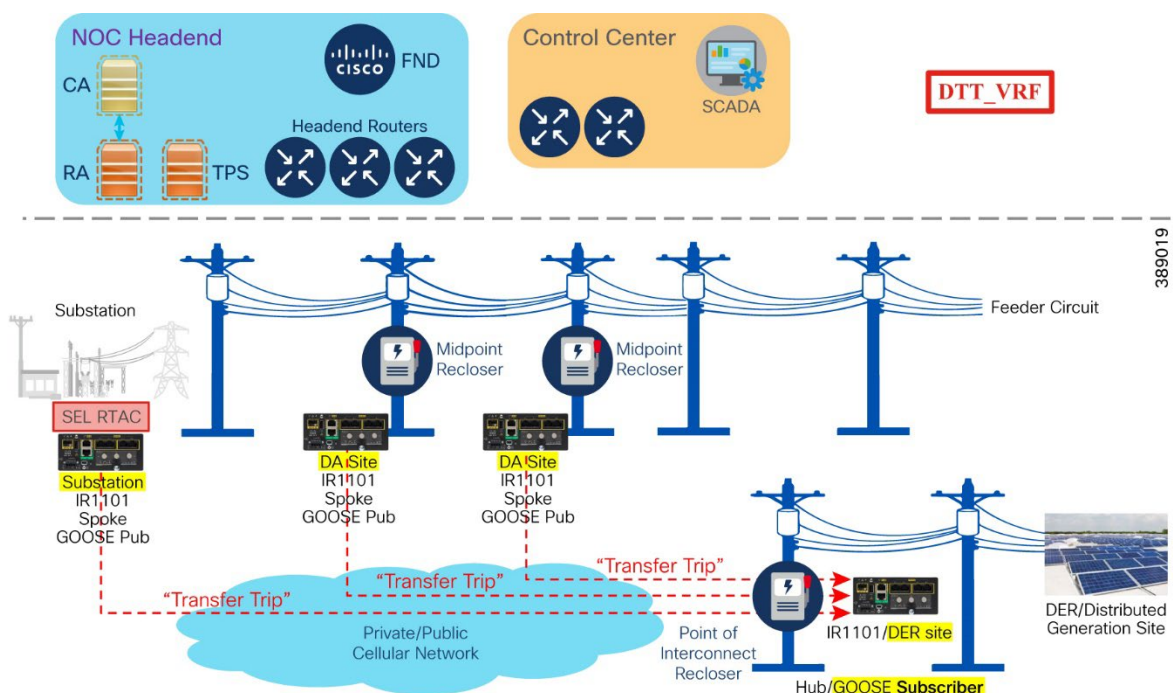 NOC Headend
CISCO
FND
CA
Headend Routers
RA
TPS
Control Center
SCADA
DTT_VRF
389019
Substation
Feeder Circuit
Midpoint
Recloser
Midpoint
Recloser
SEL RTAC
Substation
IR1101
Spoke
GOOSE Pub
DA Site
IR1101
Spoke
GOOSE Pub
DA Site
IR1101
Spoke
GOOSE Pub
"Transfer Trip"
"Transfer Trip"
"Transfer Trip"
Private/Public
Cellular Network
Point of
Interconnect
Recloser
IR1101/DER site
DER/Distributed
Generation Site
Hub/GOOSE Subscriber